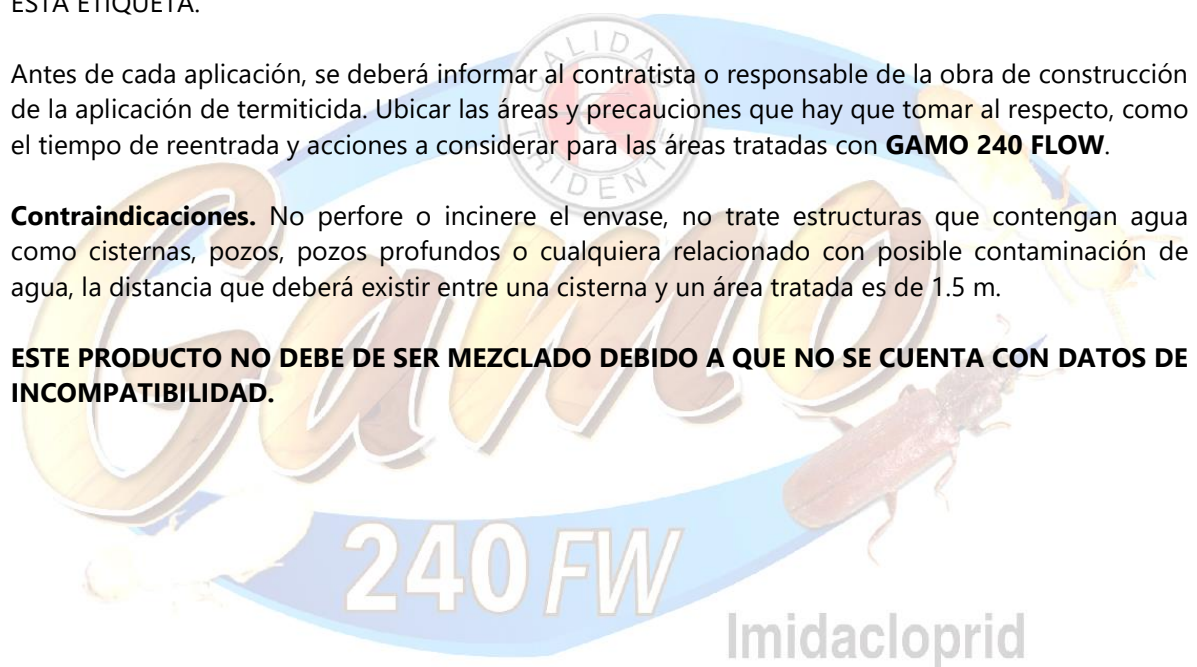 ESTA ETIQUETA.
Antes de cada aplicación, se deberá informar al contratista o responsable de la obra de construcción
de la aplicación de termiticida. Ubicar las áreas y precauciones que hay que tomar al respecto, como
el tiempo de reentrada y acciones a considerar para las áreas tratadas con GAMO 240 FLOW.
Contraindicaciones. No perfore o incinere el envase, no trate estructuras que contengan agua
como cisternas, pozos, pozos profundos o cualquiera relacionado con posible contaminación de
agua, la distancia que deberá existir entre una cisterna y un área tratada es de 1.5 m.
ESTE PRODUCTO NO DEBE DE SER MEZCLADO DEBIDO A QUE NO SE CUENTA CON DATOS DE
INCOMPATIBILIDAD.
CALIDAD
TRIDENTE
Gamo
240 FW
Imidacloprid